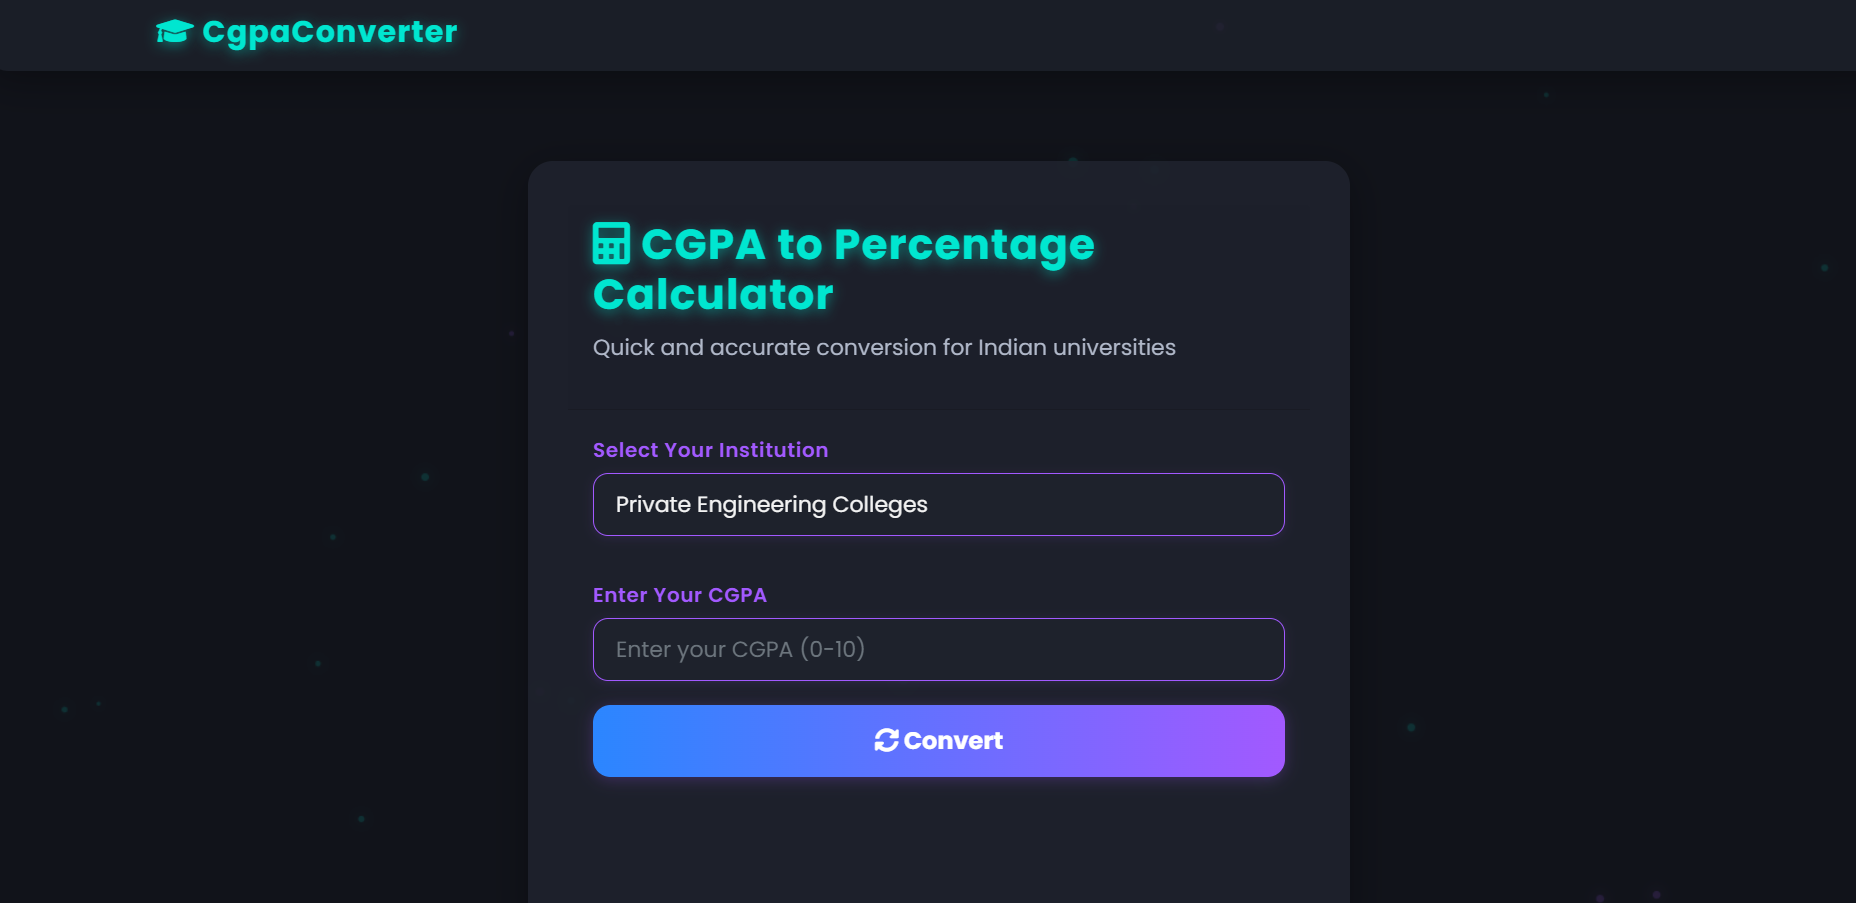 CgpaConverter
CGPA to Percentage
Calculator
Quick and accurate conversion for Indian universities
Select Your Institution
Private Engineering Colleges
Enter Your CGPA
Enter your CGPA (0-10)
Convert